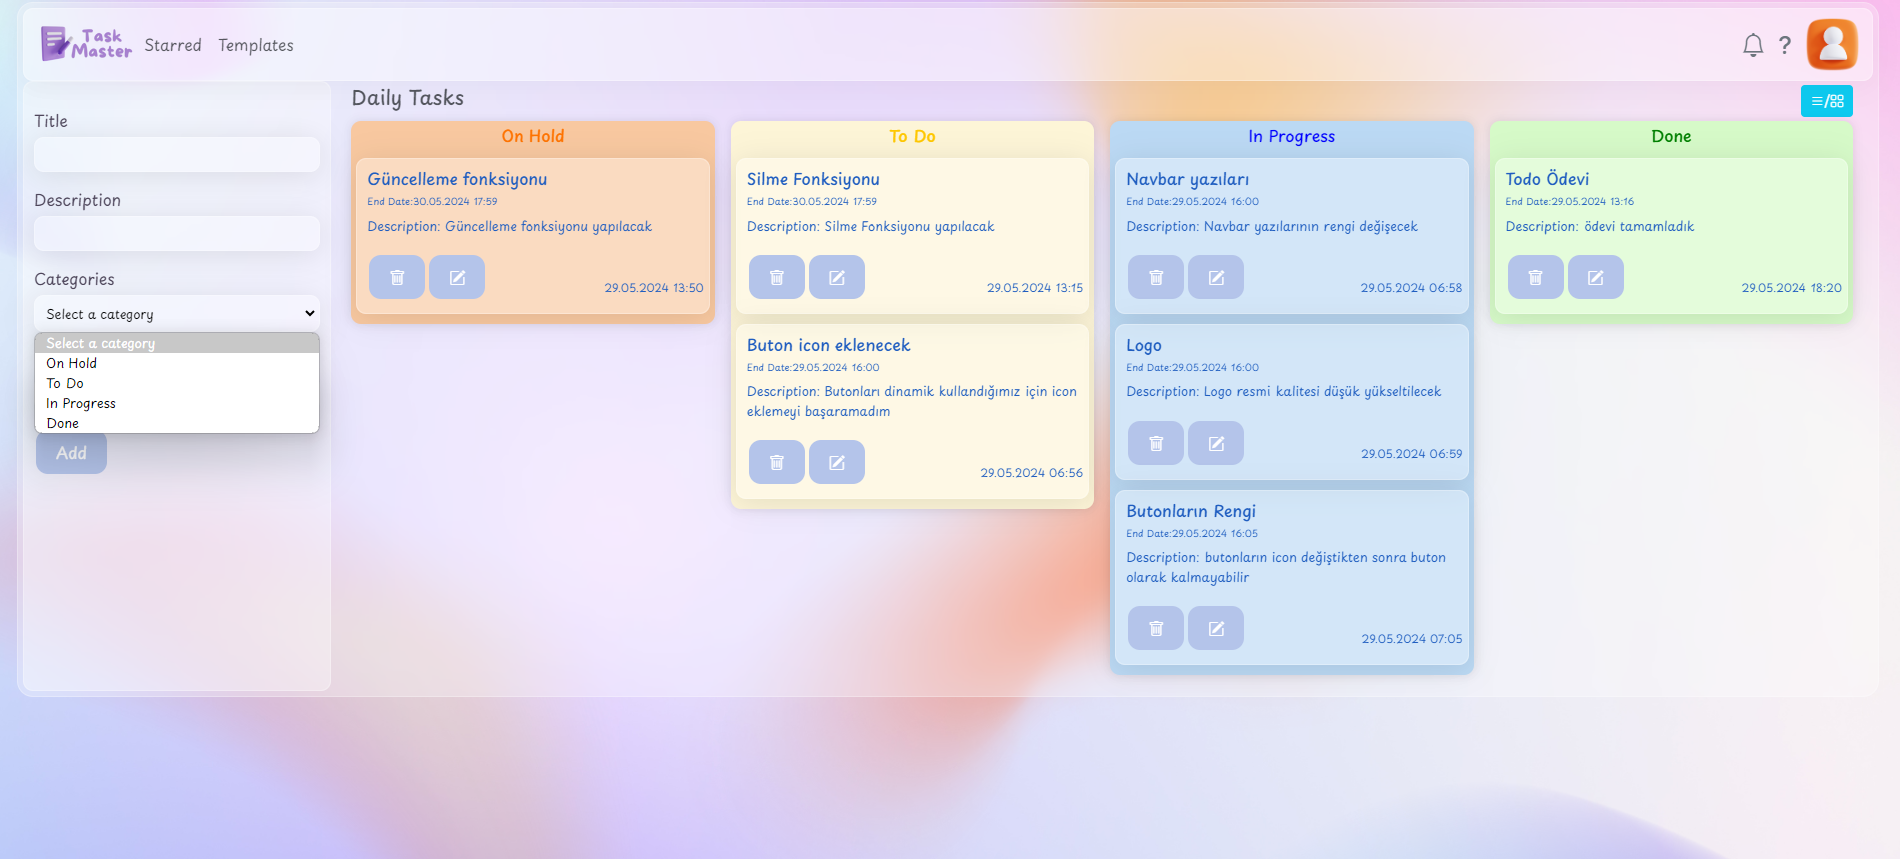 Task
Master
Starred
Templates
?
Title
Description
Categories
Select a category
Select a category
On Hold
To Do
In Progress
Done
Add
Daily Tasks
On Hold
Güncelleme fonksiyonu
End Date:30.05.2024 17:59
Description: Güncelleme fonksiyonu yapılacak
29.05.2024 13:50
To Do
Silme Fonksiyonu
End Date:30.05.2024 17:59
Description: Silme Fonksiyonu yapılacak
29.05.2024 13:15
Buton icon eklenecek
End Date:29.05.2024 16:00
Description: Butonları dinamik kullandığımız için icon
eklemeyi başaramadım
29.05.2024 06:56
In Progress
Navbar yazıları
End Date:29.05.2024 16:00
Description: Navbar yazılarının rengi değişecek
29.05.2024 06:58
Logo
End Date:29.05.2024 16:00
Description: Logo resmi kalitesi düşük yükseltilecek
29.05.2024 06:59
Butonların Rengi
End Date:29.05.2024 16:05
Description: butonların icon değiştikten sonra buton
olarak kalmayabilir
29.05.2024 07:05
Done
Todo Ödevi
End Date:29.05.2024 13:16
Description: ödevi tamamladık
29.05.2024 18:20